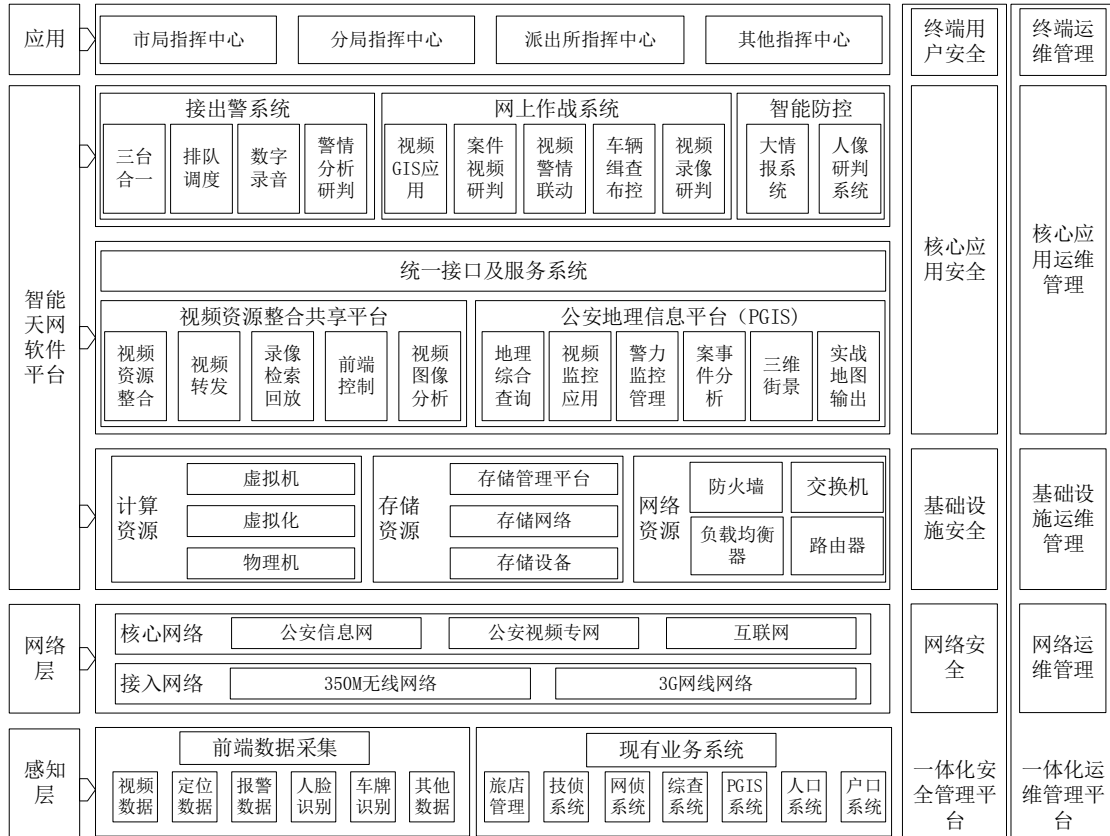 应用
市局指挥中心
分局指挥中心
派出所指挥中心
其他指挥中心
终端用
户安全
终端运
维管理
智能
天网
软件
平台
接出警系统
三台
合一
排队
调度
数字
录音
警情
分析
研判
网上作战系统
视频
GIS应
用
案件
视频
研判
视频
警情
联动
车辆
缉查
布控
视频
录像
研判
智能防控
大情
报系
统
人像
研判
系统
统一接口及服务系统
视频资源整合共享平台
视频
资源
整合
视频
转发
录像
检索
回放
前端
控制
视频
图像
分析
公安地理信息平台（PGIS)
地理
综合
查询
视频
监控
应用
警力
监控
管理
案事
件分
析
三维
街景
实战
地图
输出
核心应
用安全
核心应
用运维
管理
计算
资源
虚拟机
虚拟化
物理机
存储
资源
存储管理平台
存储网络
存储设备
网络
资源
防火墙
交换机
负载均衡
器
路由器
基础设
施安全
基础设
施运维
管理
网络
层
核心网络
公安信息网
公安视频专网
互联网
接入网络
350M无线网络
3G网线网络
网络安
全
网络运
维管理
感知
层
前端数据采集
视频
数据
定位
数据
报警
数据
人脸
识别
车牌
识别
其他
数据
现有业务系统
旅店
管理
技侦
系统
网侦
系统
综查
系统
PGIS
系统
人口
系统
户口
系统
一体化安
全管理平
台
一体化运
维管理平
台